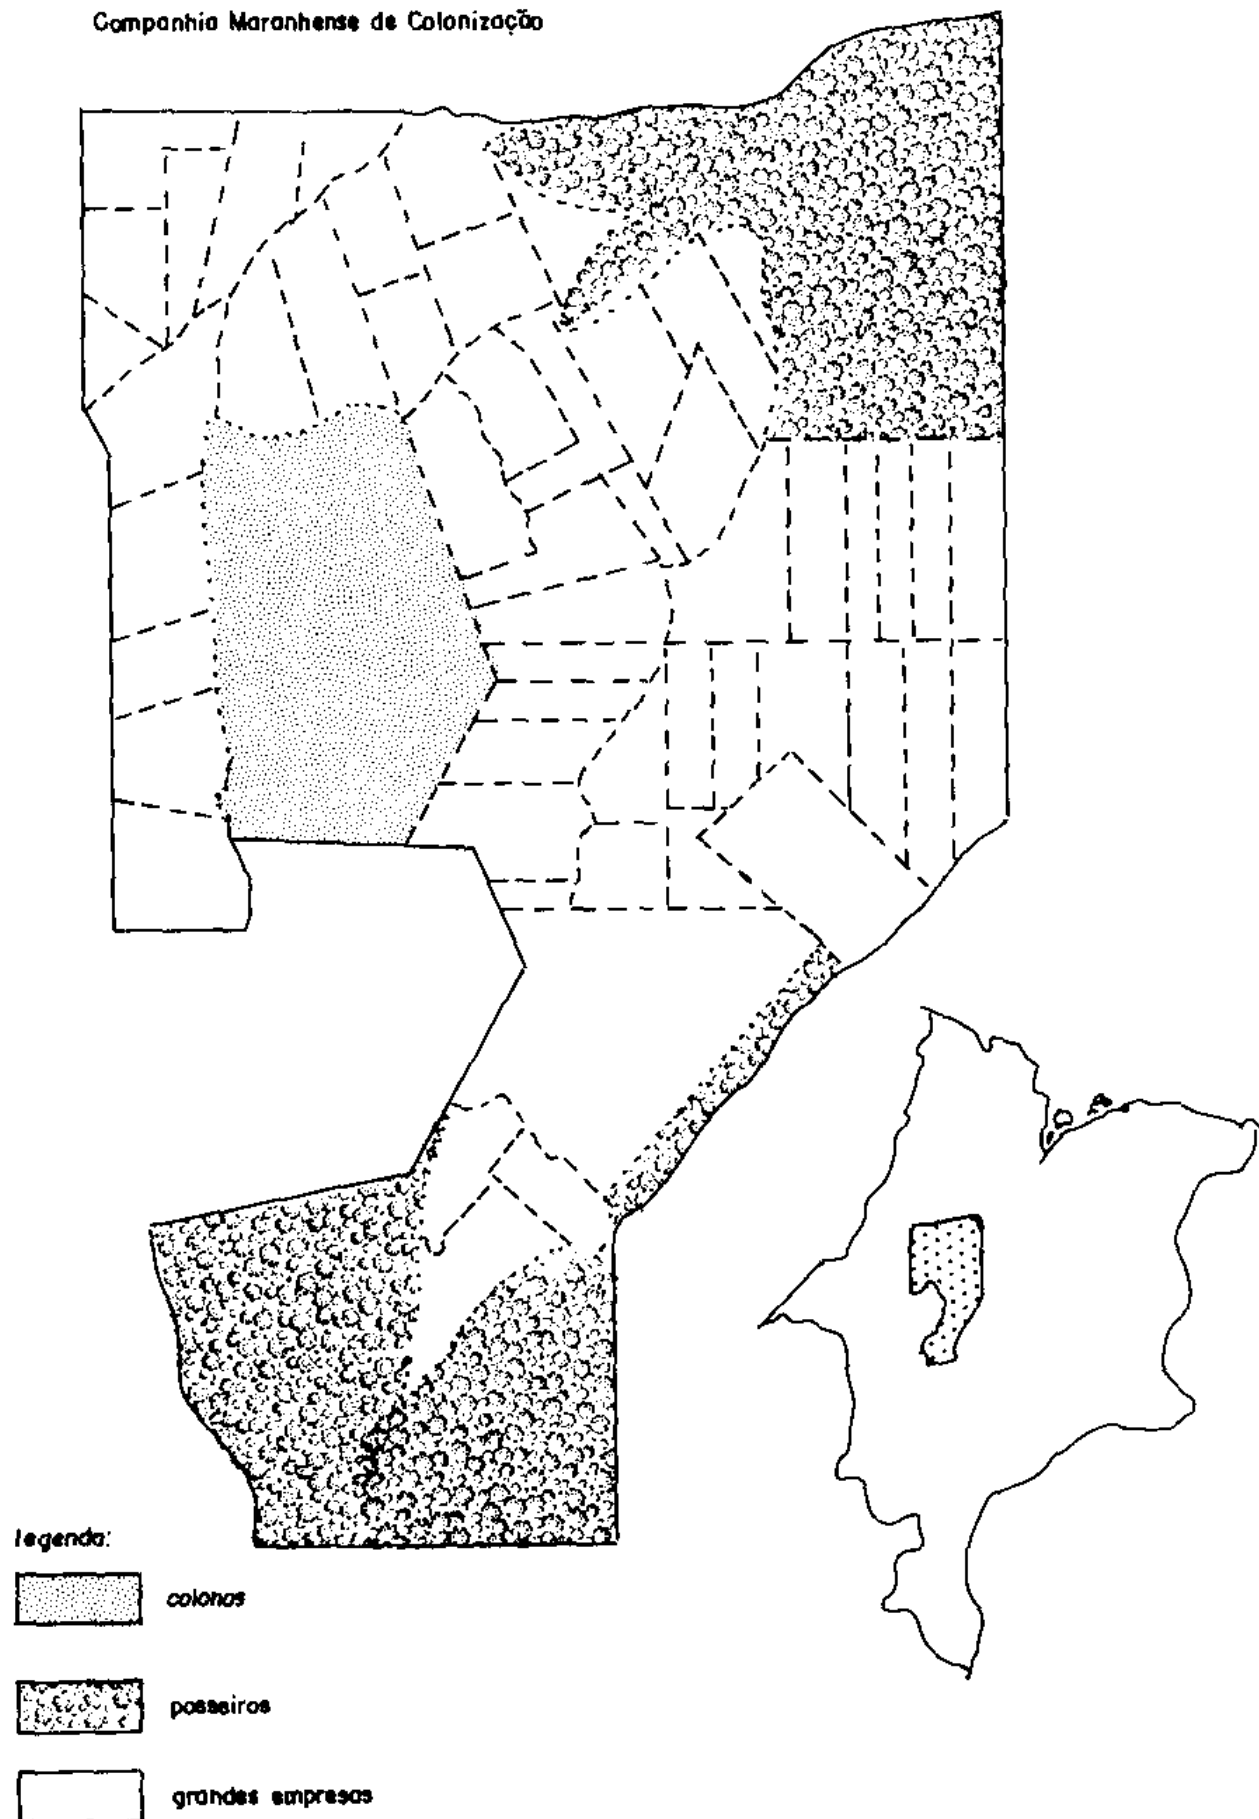 Companhia Maranhense de Colonização
legenda:
colonos
posseiros
grandes empresas